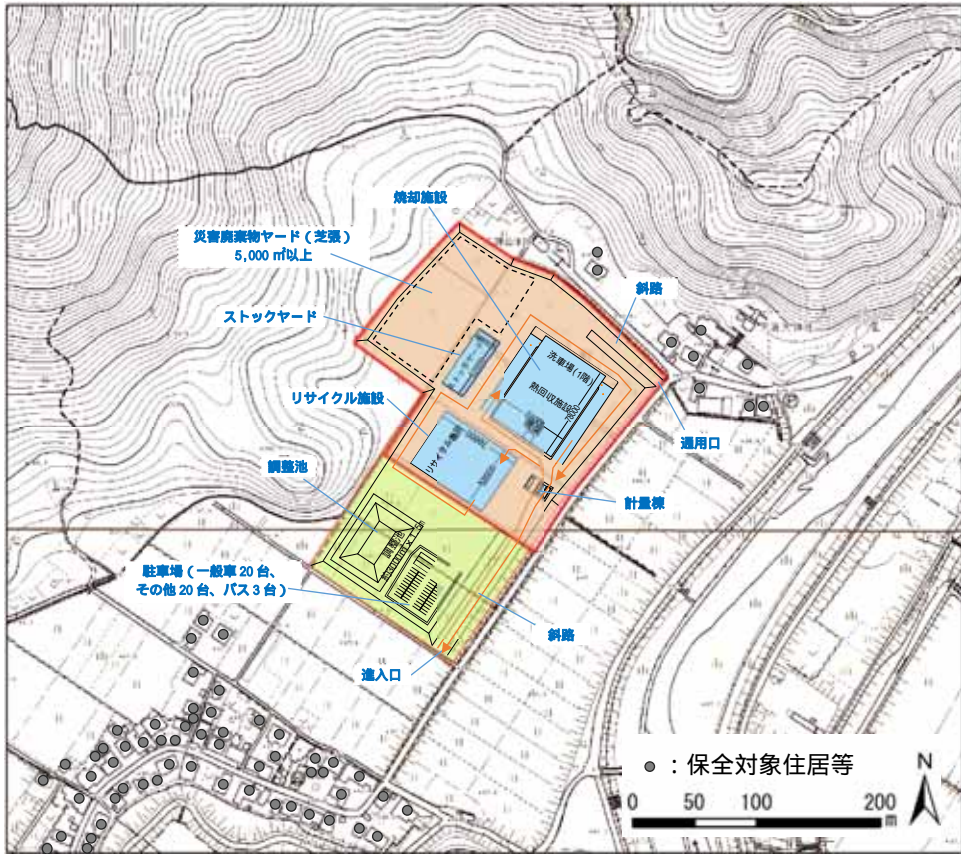 焼却施設
災害廃棄物ヤード（芝張）
5,000 ㎡以上
斜路
ストックヤード
洗車場(1階)
熱回収施設
リサイクル施設
通用口
調整池
計量棟
調整池
駐車場（一般車 20 台、
その他 20 台、バス 3 台）
斜路
進入口
：保全対象住居等
N
0 50 100 200
m